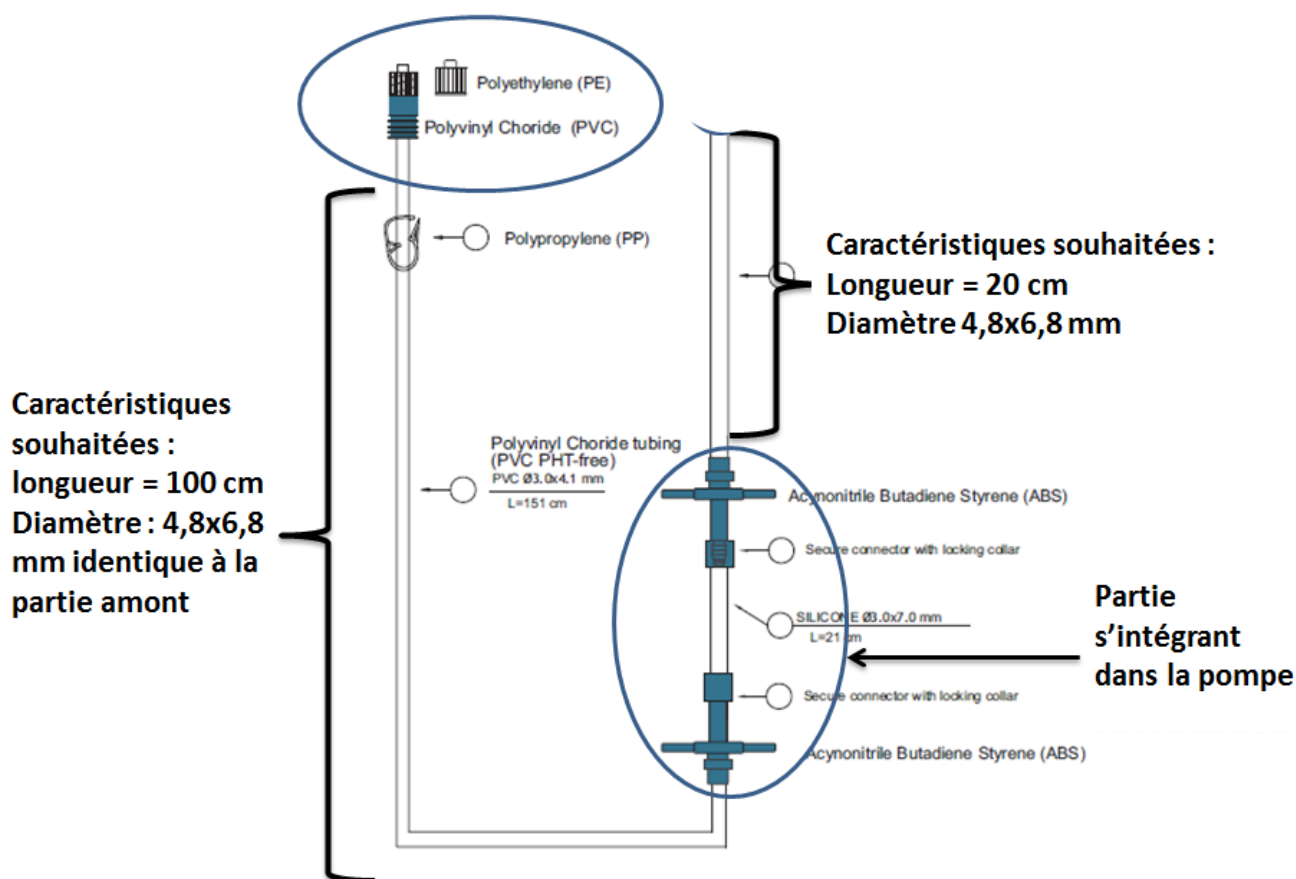 Polyethylene (PE)
Polyvinyl Choride (PVC)
Polypropylene (PP)
Caractéristiques souhaitées :
Longueur = 20 cm
Diamètre 4,8x6,8 mm
Caractéristiques
souhaitées :
longueur = 100 cm
Diamètre : 4,8x6,8
mm identique à la
partie amont
Polyvinyl Choride tubing
(PVC PHT-free)
PVC Ø3.0x4.1 mm
L=151 cm
Acynonitrile Butadiene Styrene (ABS)
Secure connector with locking collar
SILICONE Ø3.0x7.0 mm
L=21 cm
Partie
s’intégrant
dans la pompe
Secure connector with locking collar
Acynonitrile Butadiene Styrene (ABS)